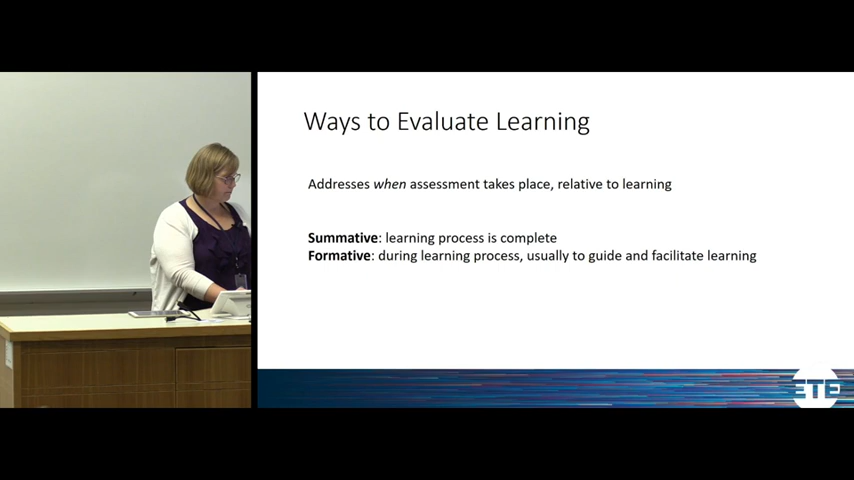 Ways to Evaluate Learning
Addresses when assessment takes place, relative to learning
Summative: learning process is complete
Formative: during learning process, usually to guide and facilitate learning
ETE